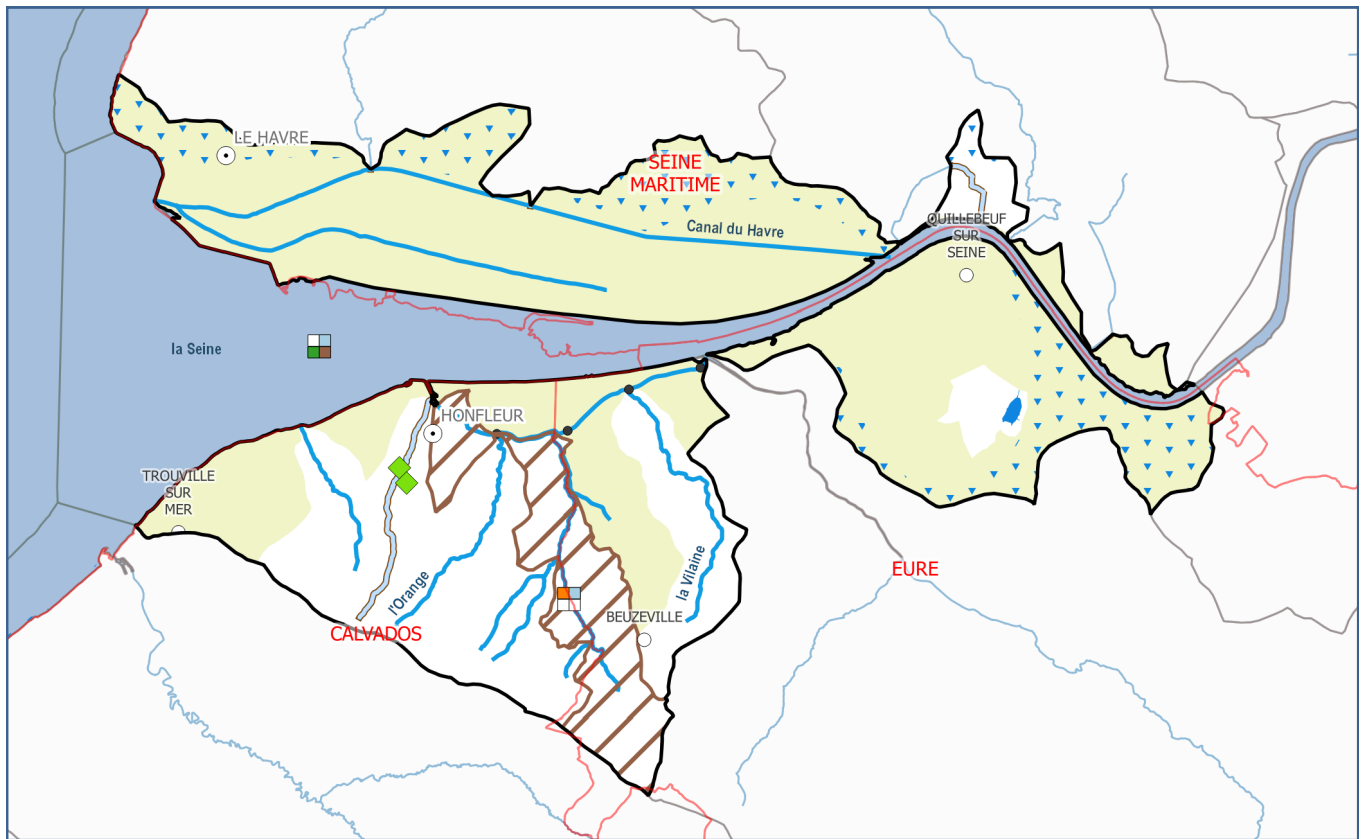 LE HAVRE
SEINE
MARITIME
Canal du Havre
QUILLEBEUF
SUR
SEINE
la Seine
HONFLEUR
TROUVILLE
SUR
MER
l'Orange
la Vilaine
EURE
BEUZEVILLE
CALVADOS